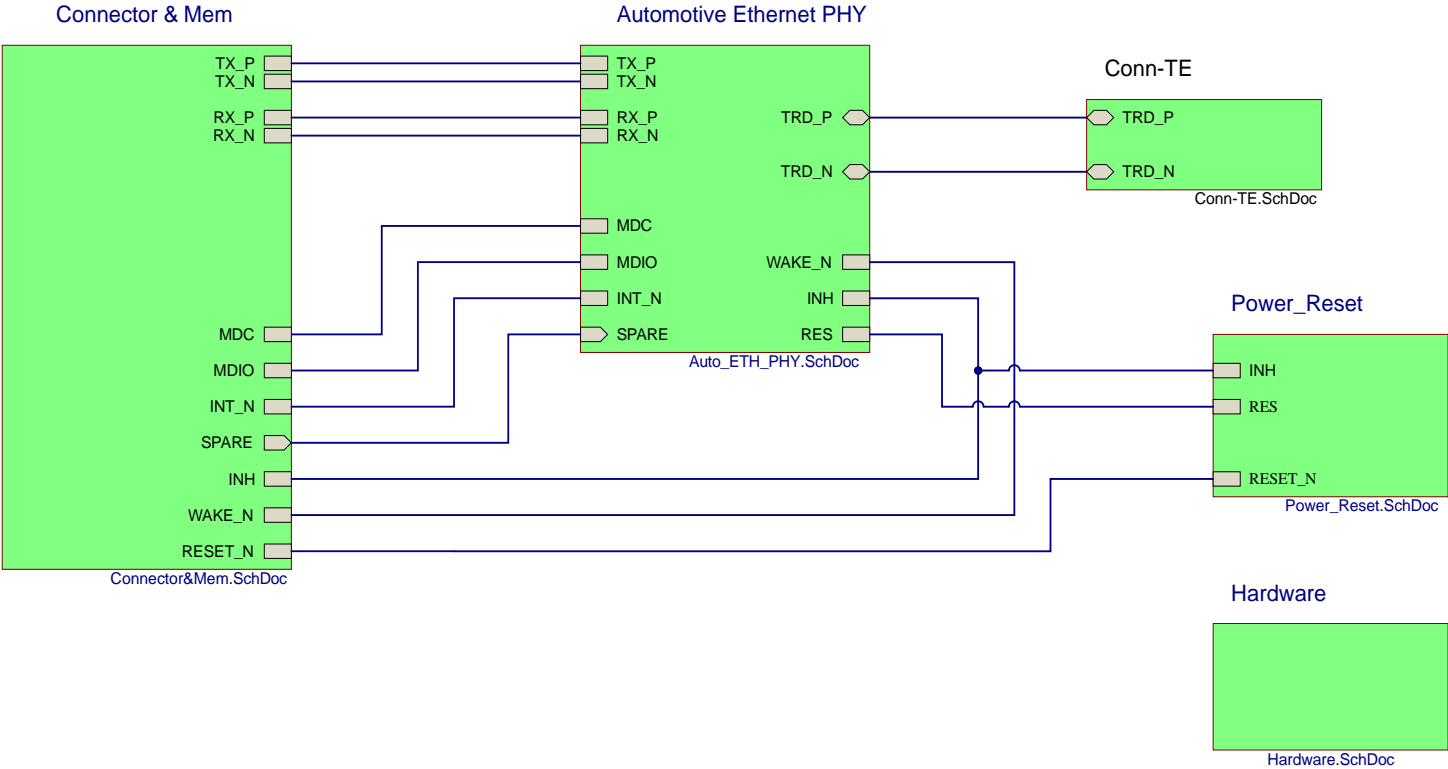 Connector & Mem
TX_P
TX_N
RX_P
RX_N
MDC
MDIO
INT_N
SPARE
INH
WAKE_N
RESET_N
Connector&Mem.SchDoc
Automotive Ethernet PHY
TX_P
TX_N
RX_P
RX_N
MDC
MDIO
INT_N
SPARE
TRD_P
TRD_N
WAKE_N
INH
RES
Auto_ETH_PHY.SchDoc
Conn-TE
TRD_P
TRD_N
Conn-TE.SchDoc
Power_Reset
INH
RES
RESET_N
Power_Reset.SchDoc
Hardware
Hardware.SchDoc